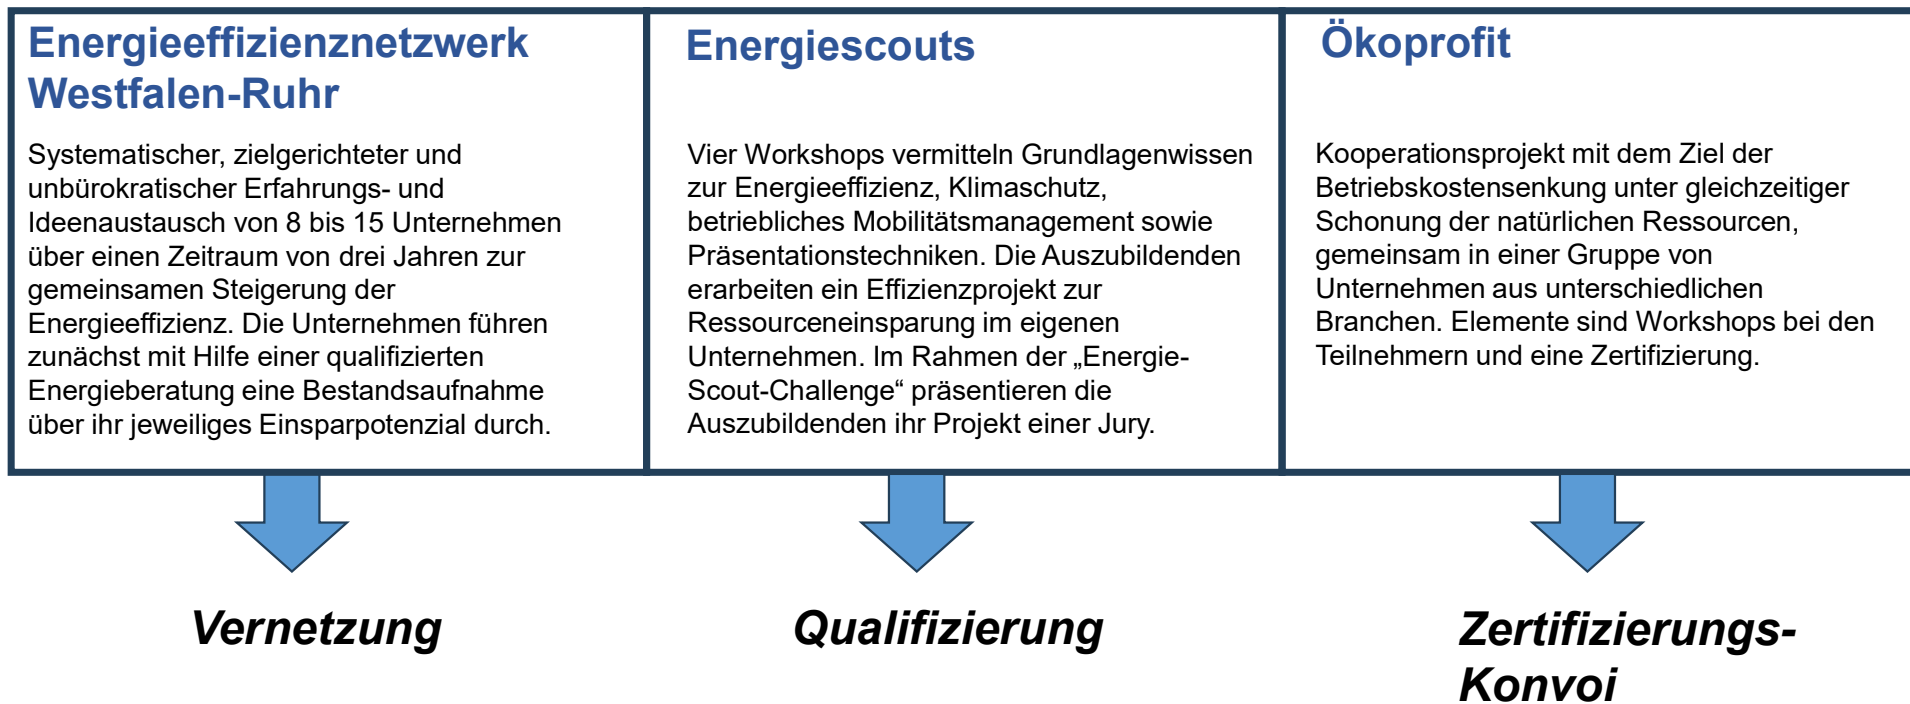 Energieeffizienznetzwerk
Westfalen-Ruhr
Systematischer, zielgerichteter und
unbürokratischer Erfahrungs- und
Ideenaustausch von 8 bis 15 Unternehmen
über einen Zeitraum von drei Jahren zur
gemeinsamen Steigerung der
Energieeffizienz. Die Unternehmen führen
zunächst mit Hilfe einer qualifizierten
Energieberatung eine Bestandsaufnahme
über ihr jeweiliges Einsparpotenzial durch.
Vernetzung
Energiescouts
Vier Workshops vermitteln Grundlagenwissen
zur Energieeffizienz, Klimaschutz,
betriebliches Mobilitätsmanagement sowie
Präsentationstechniken. Die Auszubildenden
erarbeiten ein Effizienzprojekt zur
Ressourceneinsparung im eigenen
Unternehmen. Im Rahmen der „Energie-
Scout-Challenge“ präsentieren die
Auszubildenden ihr Projekt einer Jury.
Qualifizierung
Ökoprofit
Kooperationsprojekt mit dem Ziel der
Betriebskostensenkung unter gleichzeitiger
Schonung der natürlichen Ressourcen,
gemeinsam in einer Gruppe von
Unternehmen aus unterschiedlichen
Branchen. Elemente sind Workshops bei den
Teilnehmern und eine Zertifizierung.
Zertifizierungs-
Konvoi